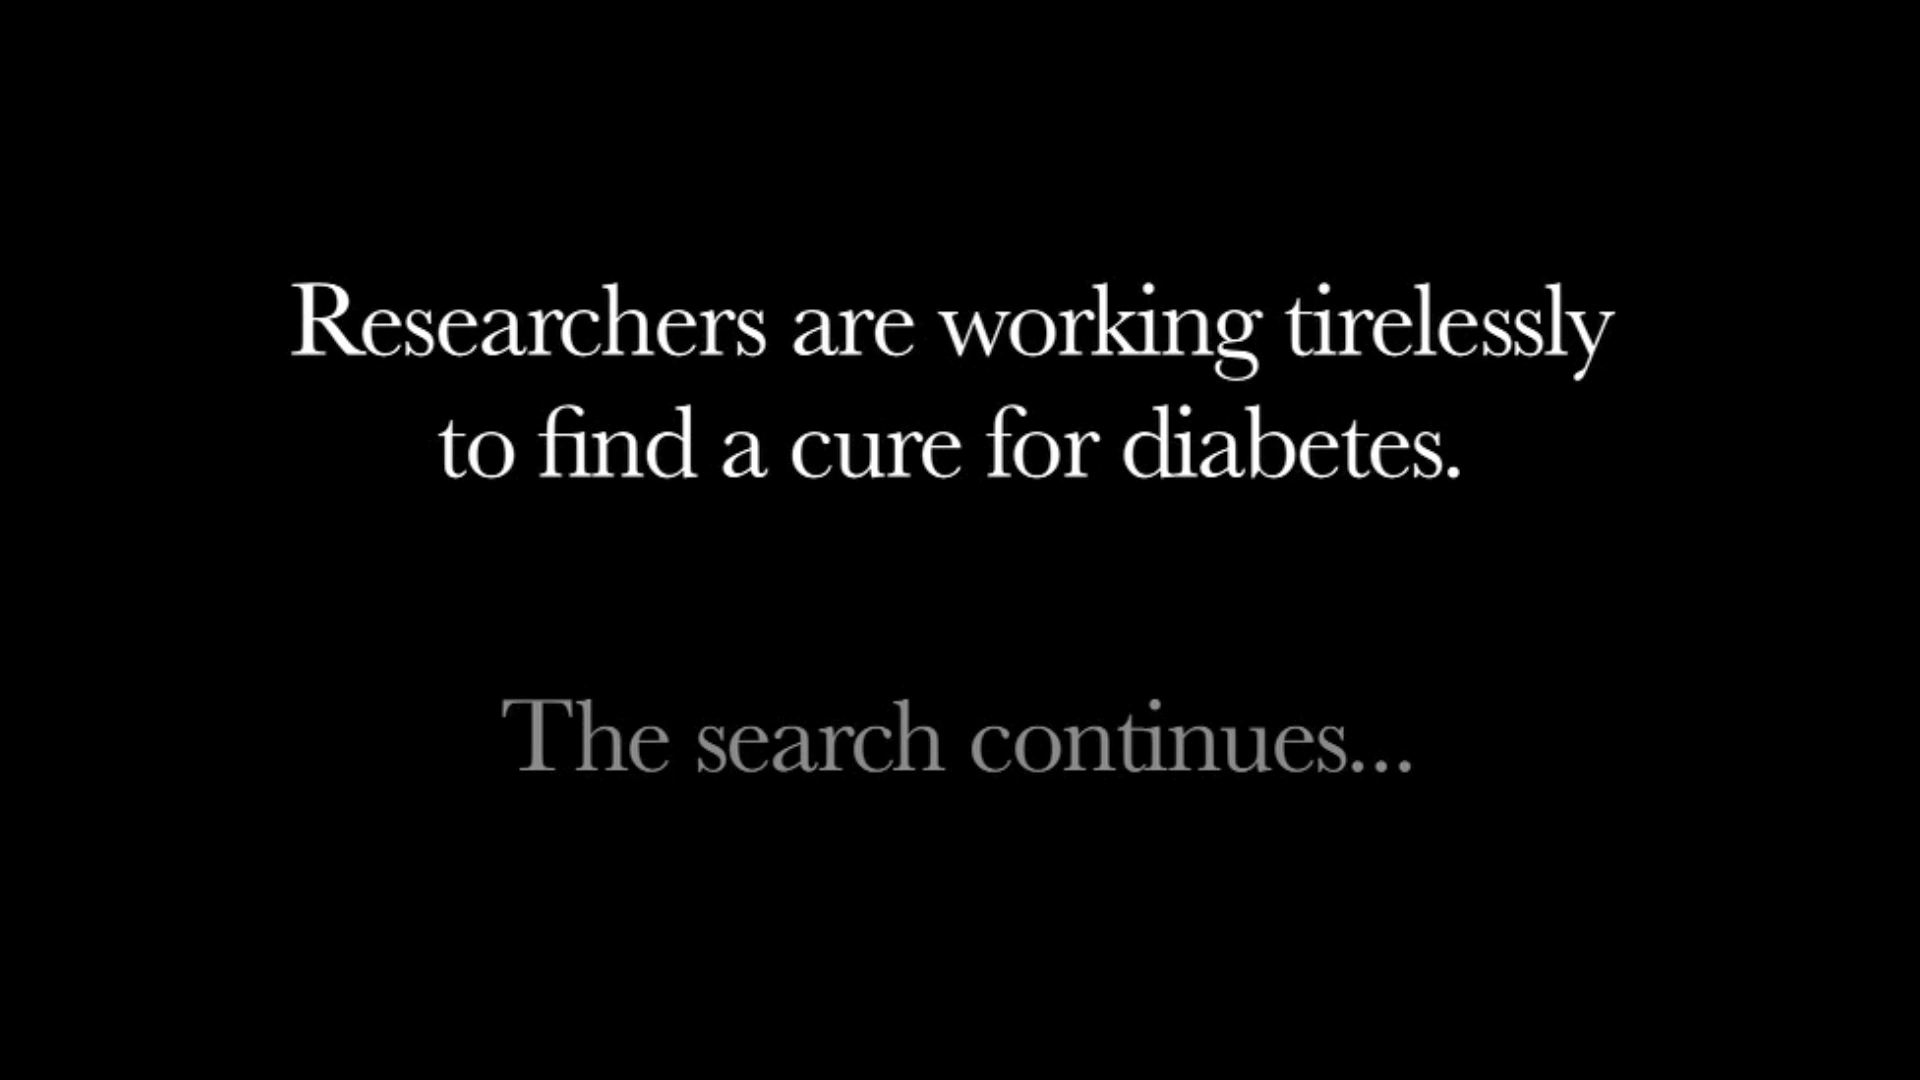 Researchers are working tirelessly
to find a cure for diabetes.
The search continues...